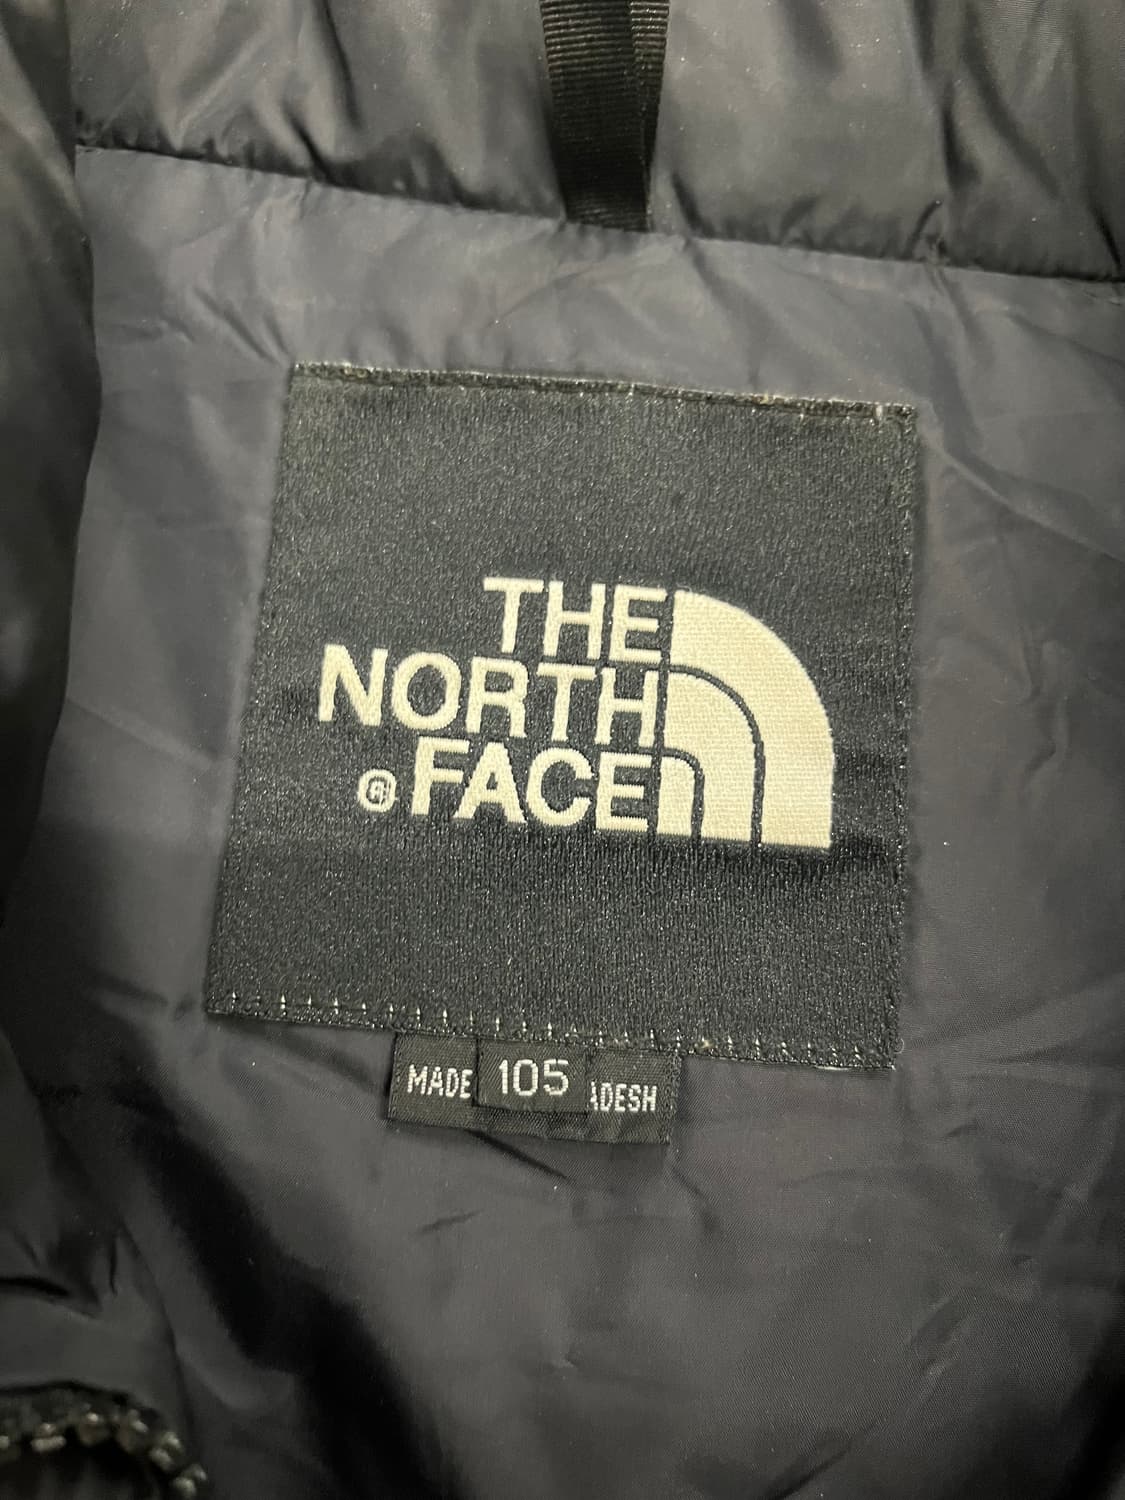 THE
NORTH
® FACE
MADE 105 ADESH